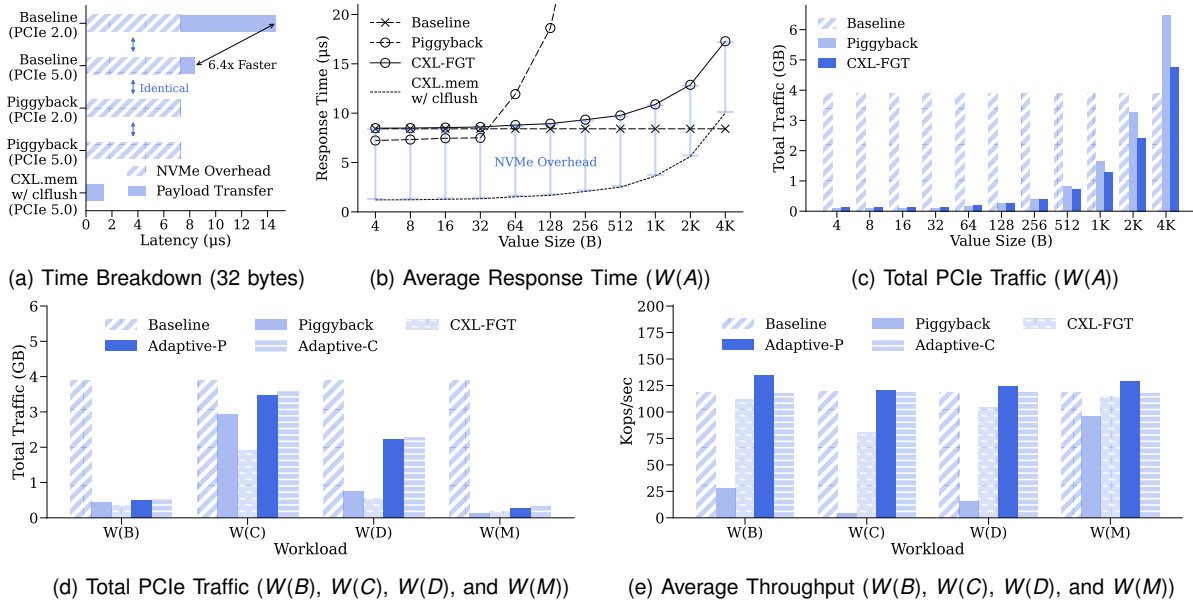 Baseline
(PCIe 2.0)
Baseline
(PCIe 5.0)
Piggyback
(PCIe 2.0)
Piggyback
(PCIe 5.0)
CXL.mem
w/ clflush
(PCIe 5.0)
6.4x Faster
Identical
NVMe Overhead
Payload Transfer
0 2 4 6 8 10 12 14
Latency (μs)
(a) Time Breakdown (32 bytes)
Response Time (μs)
20
15
10
5
0
Baseline
Piggyback
CXL-FGT
CXL.mem
w/ clflush
NVMe Overhead
4 8 16 32 64 128 256 512 1K 2K 4K
Value Size (B)
(b) Average Response Time (W(A))
Total Traffic (GB)
6
5
4
3
2
1
0
Baseline
Piggyback
CXL-FGT
4 8 16 32 64 128 256 512 1K 2K 4K
Value Size (B)
(c) Total PCIe Traffic (W(A))
Total Traffic (GB)
6
5
4
3
2
1
0
Baseline Piggyback CXL-FGT
Adaptive-P Adaptive-C
W(B) W(C) W(D) W(M)
Workload
(d) Total PCIe Traffic (W(B), W(C), W(D), and W(M))
Kops/sec
200
175
150
125
100
75
50
25
0
Baseline Piggyback CXL-FGT
Adaptive-P Adaptive-C
W(B) W(C) W(D) W(M)
Workload
(e) Average Throughput (W(B), W(C), W(D), and W(M))